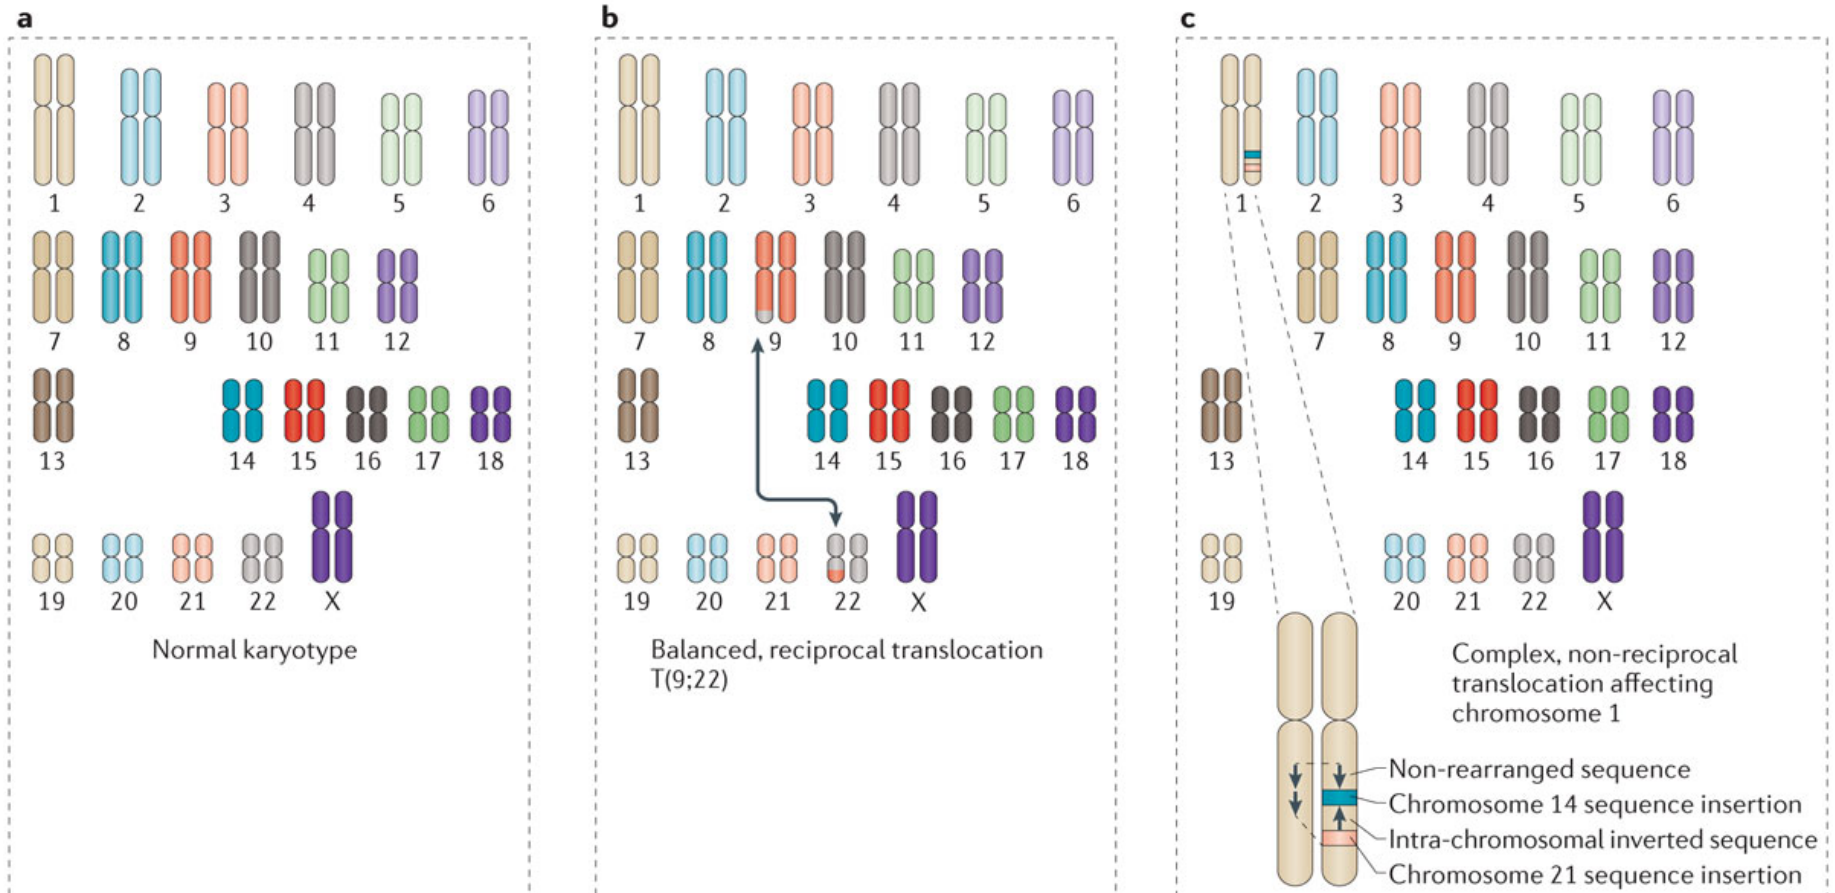 a
1 2 3 4 5 6
7 8 9 10 11 12
13 14 15 16 17 18
19 20 21 22 X
Normal karyotype
b
1 2 3 4 5 6
7 8 9 10 11 12
13 14 15 16 17 18
19 20 21 22 X
Balanced, reciprocal translocation
T(9;22)
c
1 2 3 4 5 6
7 8 9 10 11 12
13 14 15 16 17 18
19 20 21 22 X
Complex, non-reciprocal
translocation affecting
chromosome 1
Non-rearranged sequence
Chromosome 14 sequence insertion
Intra-chromosomal inverted sequence
Chromosome 21 sequence insertion